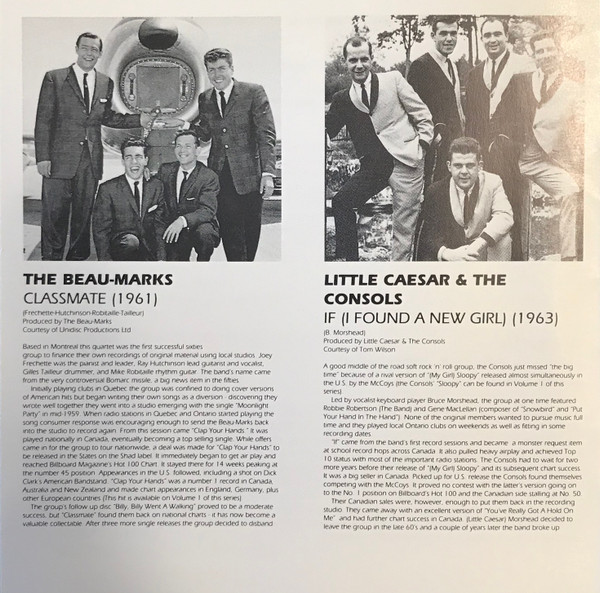 THE BEAU-MARKS
CLASSMATE (1961)
(Frechette-Hutchinson-Robitaille-Tailleur)
Produced by The Beau-Marks
Courtesy of Unidisc Productions Ltd
Based in Montreal this quartet was the first successful sixties
group to finance their own recordings of original material using local studios. Joey
Frechette was the pianist and leader, Ray Hutchinson lead guitarist and vocalist,
Gilles Tailleur drummer, and Mike Robitaille rhythm guitar. The band's name came
from the very controversial Bomarc missile, a big news item in the fifties.
Initially playing clubs in Quebec the group was confined to doing cover versions
of American hits but began writing their own songs as a diversion - discovering they
wrote well together they went into a studio emerging with the single "Moonlight
Party" in mid 1959. When radio stations in Quebec and Ontario started playing the
song consumer response was encouraging enough to send the Beau-Marks back
into the studio to record again. From this session came "Clap Your Hands." It was
played nationally in Canada, eventually becoming a top selling single. While offers
came in for the group to tour nationwide, a deal was made for "Clap Your Hands" to
be released in the States on the Shad label. It immediately began to get air play and
reached Billboard Magazine's Hot 100 Chart. It stayed there for 14 weeks peaking at
the number 45 position. Appearances in the U.S. followed, including a shot on Dick
Clark's American Bandstand. "Clap Your Hands" was a number 1 record in Canada,
Australia and New Zealand and made chart appearances in England, Germany, plus
other European countries (This hit is available on Volume 1 of this series).
The group's follow up disc "Billy, Billy Went A Walking" proved to be a moderate
success, but "Classmate" found them back on national charts - it has now become a
valuable collectable. After three more single releases the group decided to disband
LITTLE CAESAR & THE
CONSOLS
IF (I FOUND A NEW GIRL) (1963)
(B. Morshead)
Produced by Little Caesar & The Consols
Courtesy of Tom Wilson
A good middle of the road soft rock 'n' roll group, the Consols just missed "the big
time" because of a rival version of "(My Girl) Sloopy" released almost simultaneously in
the U.S. by the McCoys (the Consols' "Sloopy" can be found in Volume 1 of this
series).
Led by vocalist-keyboard player Bruce Morshead, the group at one time featured
Robbie Robertson (The Band) and Gene MacLellan (composer of "Snowbird" and "Put
Your Hand In The Hand"). None of the original members wanted to pursue music full
time and they played local Ontario clubs on weekends as well as fitting in some
recording dates.
"If" came from the band's first record sessions and became a monster request item
at school record hops across Canada. It also pulled heavy airplay and achieved Top
10 status with most of the important radio stations. The Consols had to wait for two
more years before their release of "(My Girl) Sloopy" and its subsequent chart success.
It was a big seller in Canada. Picked up for U.S. release the Consols found themselves
competing with the McCoys. It proved no contest with the latter's version going on
to the No. 1 position on Billboard's Hot 100 and the Canadian side stalling at No. 50.
Their Canadian sales were, however, enough to put them back in the recording
studio. They came away with an excellent version of "You've Really Got A Hold On
Me" and had further chart success in Canada. (Little Caesar) Morshead decided to
leave the group in the late 60's and a couple of years later the band broke up